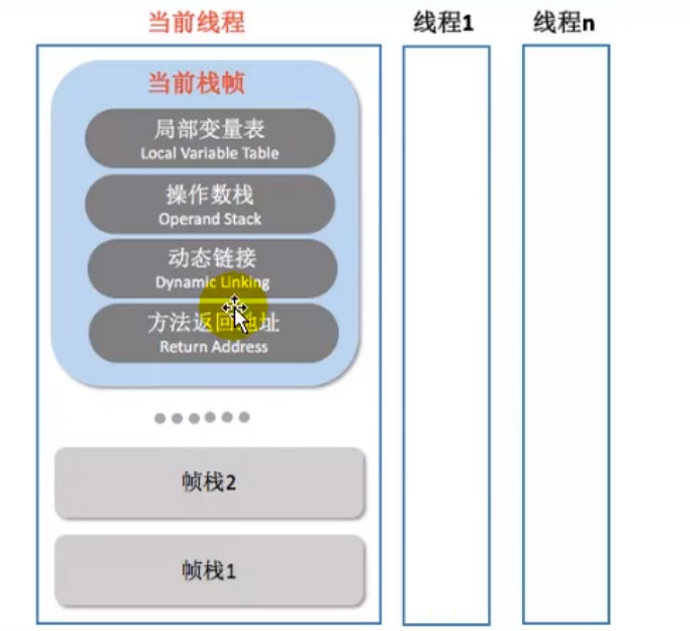 当前线程
线程1
线程n
当前栈帧
局部变量表
Local Variable Table
操作数栈
Operand Stack
动态链接
Dynamic Linking
方法返回地址
Return Address
帧栈2
帧栈1